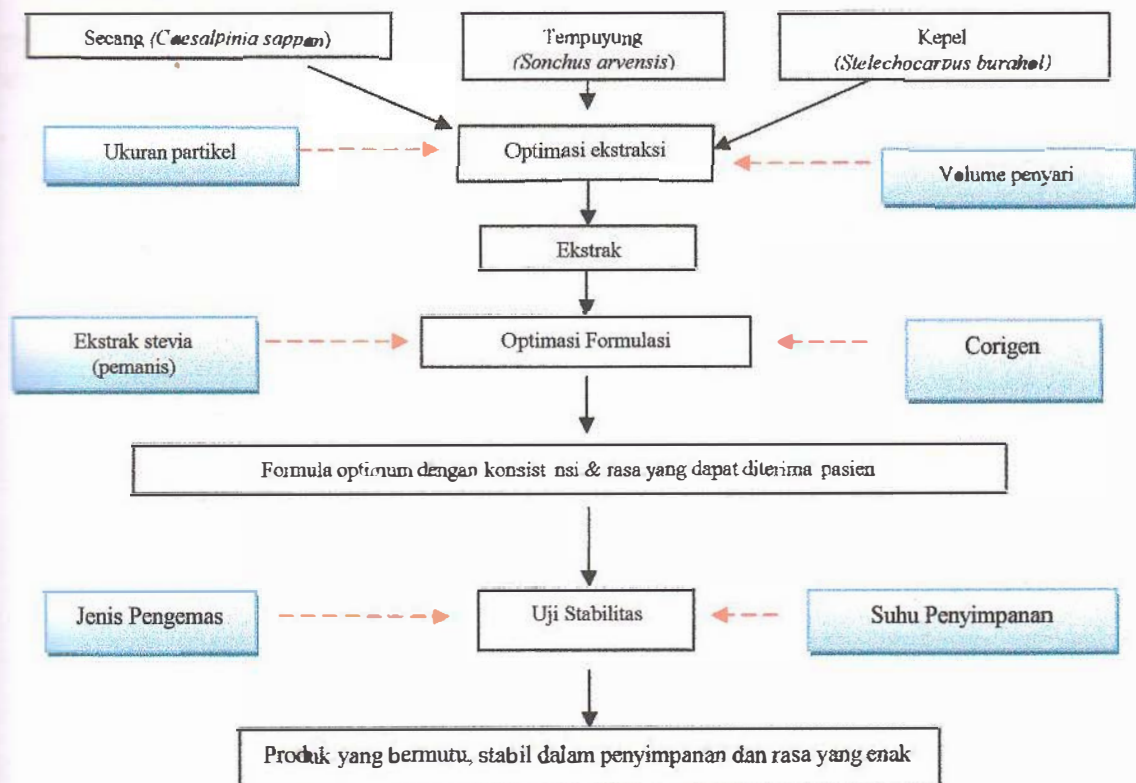 Secang (Caesalpinia sappan)
Tempuyung
(Sonchus arvensis)
Kepel
(Stelechocarpus burahol)
Ukuran partikel
Optimasi ekstraksi
Volume penyari
Ekstrak
Ekstrak stevia
(pemanis)
Optimasi Formulasi
Corigen
Formula optimum dengan konsist nsi & rasa yang dapat diterima pasien
Jenis Pengemas
Uji Stabilitas
Suhu Penyimpanan
Produk yang bermutu, stabil dalam penyimpanan dan rasa yang enak